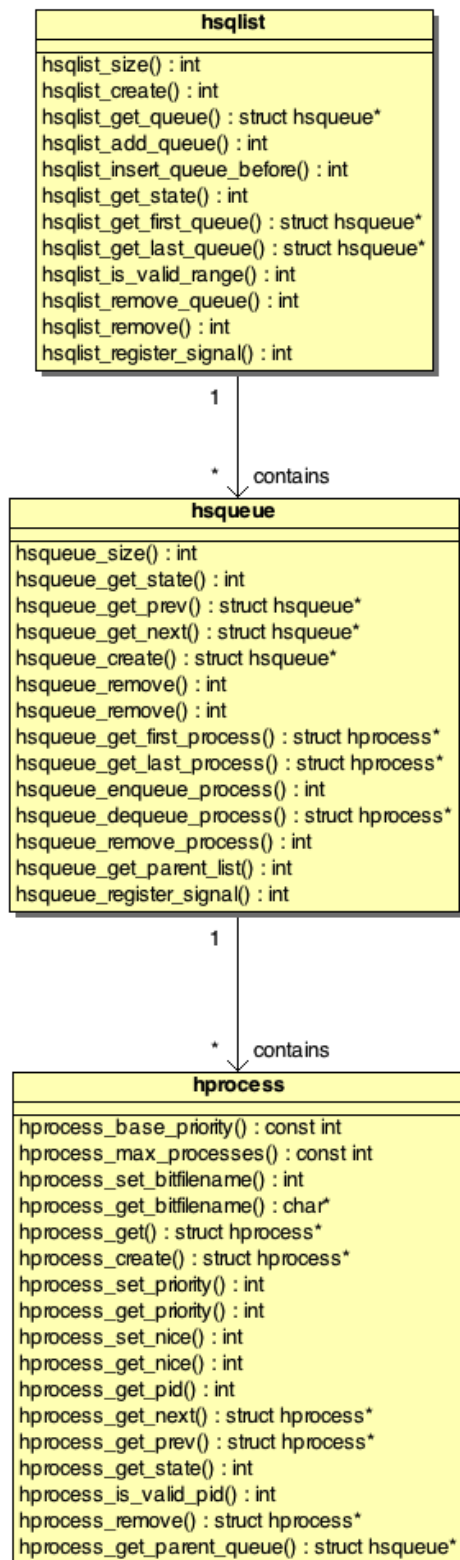 hsqlist
hsqlist_size() : int
hsqlist_create() : int
hsqlist_get_queue() : struct hsqueue*
hsqlist_add_queue() : int
hsqlist_insert_queue_before() : int
hsqlist_get_state() : int
hsqlist_get_first_queue() : struct hsqueue*
hsqlist_get_last_queue() : struct hsqueue*
hsqlist_is_valid_range() : int
hsqlist_remove_queue() : int
hsqlist_remove() : int
hsqlist_register_signal() : int
1
* contains
hsqueue
hsqueue_size() : int
hsqueue_get_state() : int
hsqueue_get_prev() : struct hsqueue*
hsqueue_get_next() : struct hsqueue*
hsqueue_create() : struct hsqueue*
hsqueue_remove() : int
hsqueue_remove() : int
hsqueue_get_first_process() : struct hprocess*
hsqueue_get_last_process() : struct hprocess*
hsqueue_enqueue_process() : int
hsqueue_dequeue_process() : struct hprocess*
hsqueue_remove_process() : int
hsqueue_get_parent_list() : int
hsqueue_register_signal() : int
1
* contains
hprocess
hprocess_base_priority() : const int
hprocess_max_processes() : const int
hprocess_set_bitfilename() : int
hprocess_get_bitfilename() : char*
hprocess_get() : struct hprocess*
hprocess_create() : struct hprocess*
hprocess_set_priority() : int
hprocess_get_priority() : int
hprocess_set_nice() : int
hprocess_get_nice() : int
hprocess_get_pid() : int
hprocess_get_next() : struct hprocess*
hprocess_get_prev() : struct hprocess*
hprocess_get_state() : int
hprocess_is_valid_pid() : int
hprocess_remove() : struct hprocess*
hprocess_get_parent_queue() : struct hsqueue*